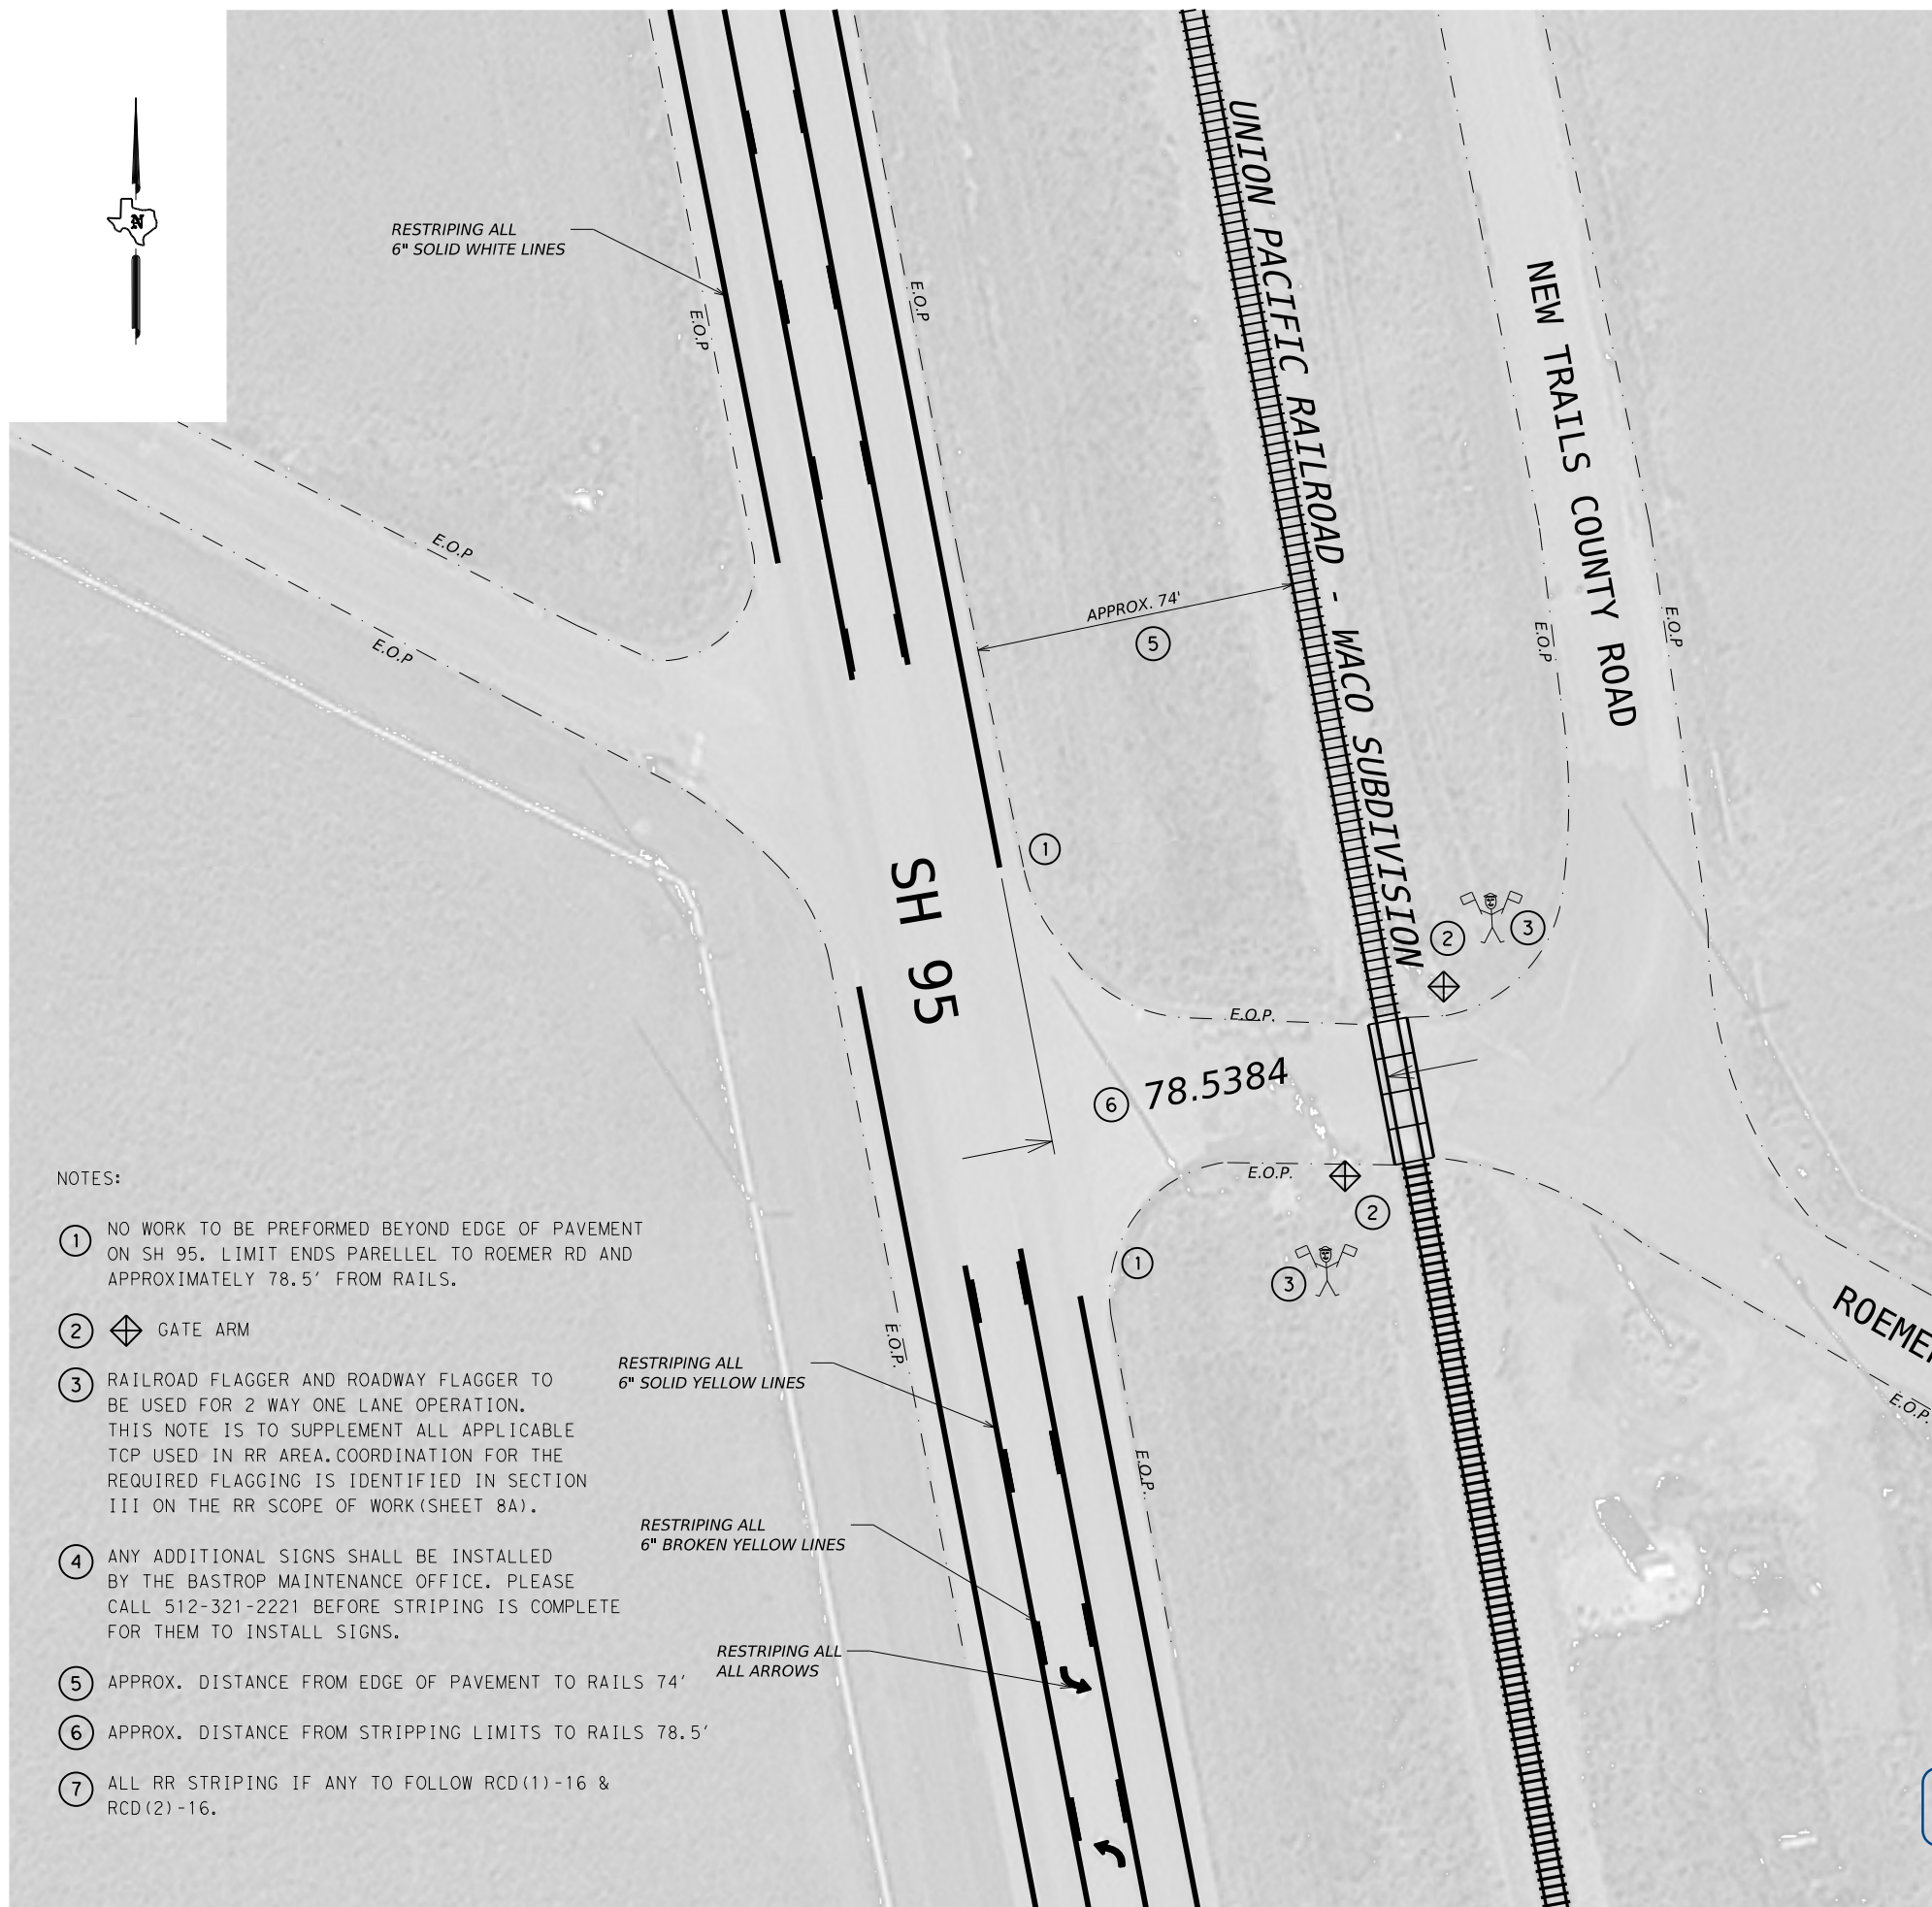 N
RESTRIPING ALL
6" SOLID WHITE LINES
E.O.P
E.O.P
UNION PACIFIC RAILROAD - WACO SUBDIVISION
NEW TRAILS COUNTY ROAD
E.O.P
E.O.P
APPROX. 74'
5
E.O.P
E.O.P
1
SH 95
2
3
E.O.P.
6 78.5384
E.O.P.
2
1
3
ROEME
E.O.P.
E.O.P.
RESTRIPING ALL
6" SOLID YELLOW LINES
E.O.P.
RESTRIPING ALL
6" BROKEN YELLOW LINES
RESTRIPING ALL
ALL ARROWS
NOTES:
1 NO WORK TO BE PREFORMED BEYOND EDGE OF PAVEMENT
ON SH 95. LIMIT ENDS PARELLEL TO ROEMER RD AND
APPROXIMATELY 78.5' FROM RAILS.
2 GATE ARM
3 RAILROAD FLAGGER AND ROADWAY FLAGGER TO
BE USED FOR 2 WAY ONE LANE OPERATION.
THIS NOTE IS TO SUPPLEMENT ALL APPLICABLE
TCP USED IN RR AREA.COORDINATION FOR THE
REQUIRED FLAGGING IS IDENTIFIED IN SECTION
III ON THE RR SCOPE OF WORK(SHEET 8A).
4 ANY ADDITIONAL SIGNS SHALL BE INSTALLED
BY THE BASTROP MAINTENANCE OFFICE. PLEASE
CALL 512-321-2221 BEFORE STRIPING IS COMPLETE
FOR THEM TO INSTALL SIGNS.
5 APPROX. DISTANCE FROM EDGE OF PAVEMENT TO RAILS 74'
6 APPROX. DISTANCE FROM STRIPPING LIMITS TO RAILS 78.5'
7 ALL RR STRIPING IF ANY TO FOLLOW RCD(1)-16 &
RCD(2)-16.